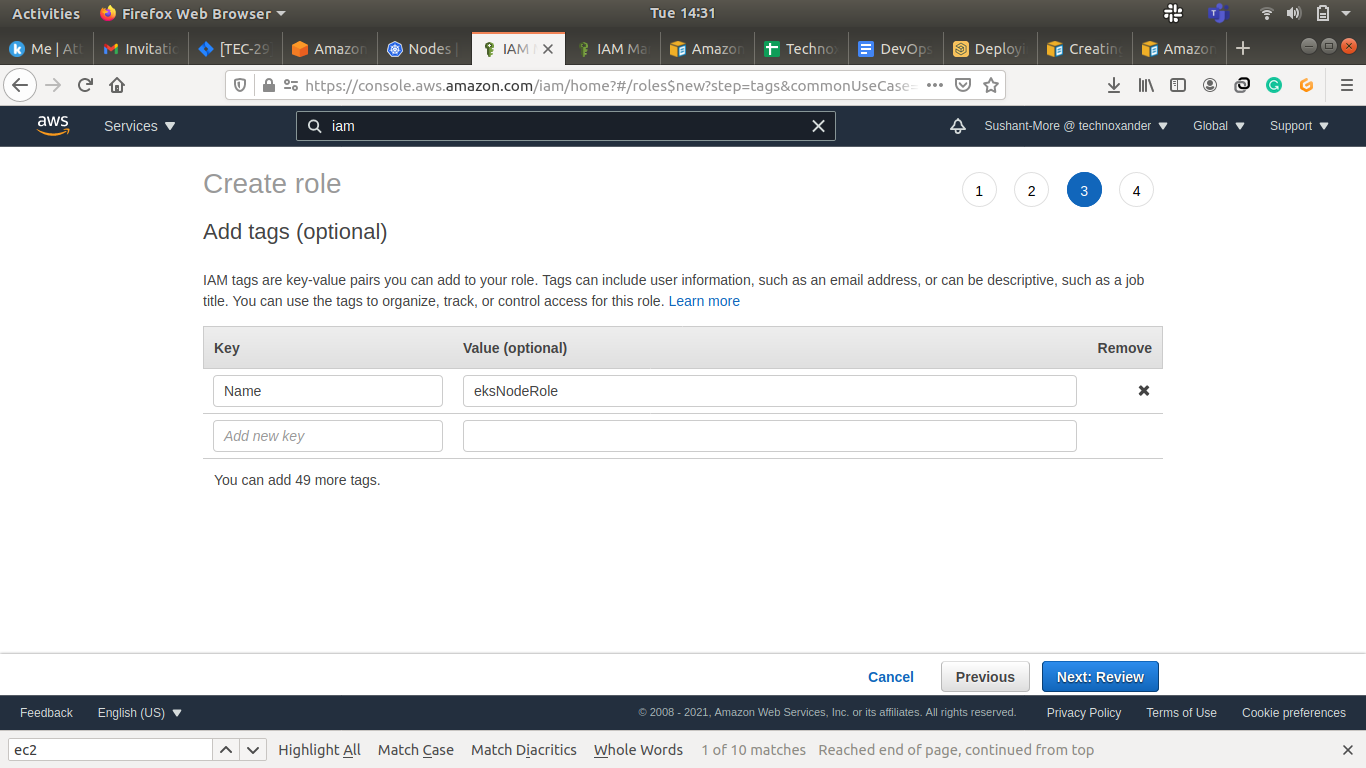 Activities Firefox Web Browser Tue 14:31
Me | Atl Invitatio [TEC-29 Amazon Nodes | IAM M IAM Ma Amazon Techno DevOps Deployi Creating Amazon
https://console.aws.amazon.com/iam/home?#/roles$new?step=tags&commonUseCase=
aws Services iam Sushant-More @ technoxander Global Support
Create role 1 2 3 4
Add tags (optional)
IAM tags are key-value pairs you can add to your role. Tags can include user information, such as an email address, or can be descriptive, such as a job
title. You can use the tags to organize, track, or control access for this role. Learn more
Key Value (optional) Remove
Name eksNodeRole
Add new key
You can add 49 more tags.
Cancel Previous Next: Review
Feedback English (US) © 2008 - 2021, Amazon Web Services, Inc. or its affiliates. All rights reserved. Privacy Policy Terms of Use Cookie preferences
ec2 Highlight All Match Case Match Diacritics Whole Words 1 of 10 matches Reached end of page, continued from top